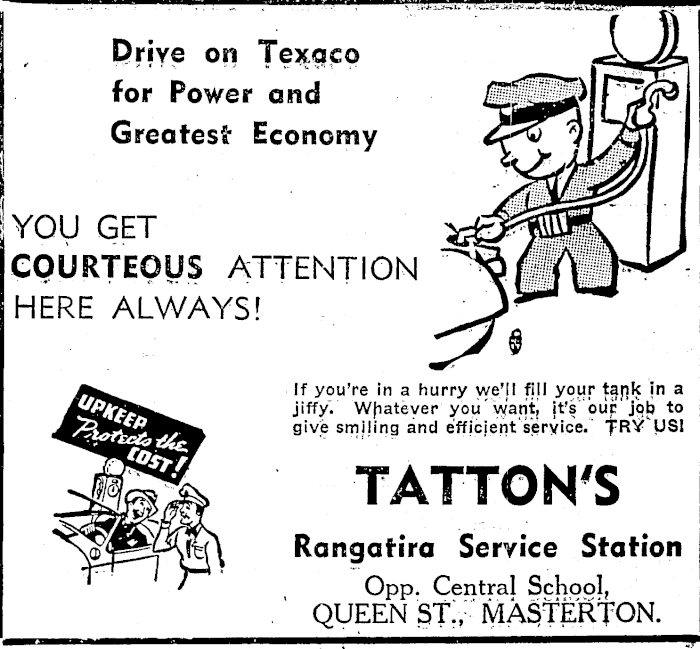 Drive on Texaco
for Power and
Greatest Economy
YOU GET
COURTEOUS ATTENTION
HERE ALWAYS!
If you're in a hurry we'll fill your tank in a
jiffy. Whatever you want, it's our job to
give smiling and efficient service. TRY US!
UPKEEP
Protects the
COST!
TATTON'S
Rangatira Service Station
Opp. Central School,
QUEEN ST., MASTERTON.